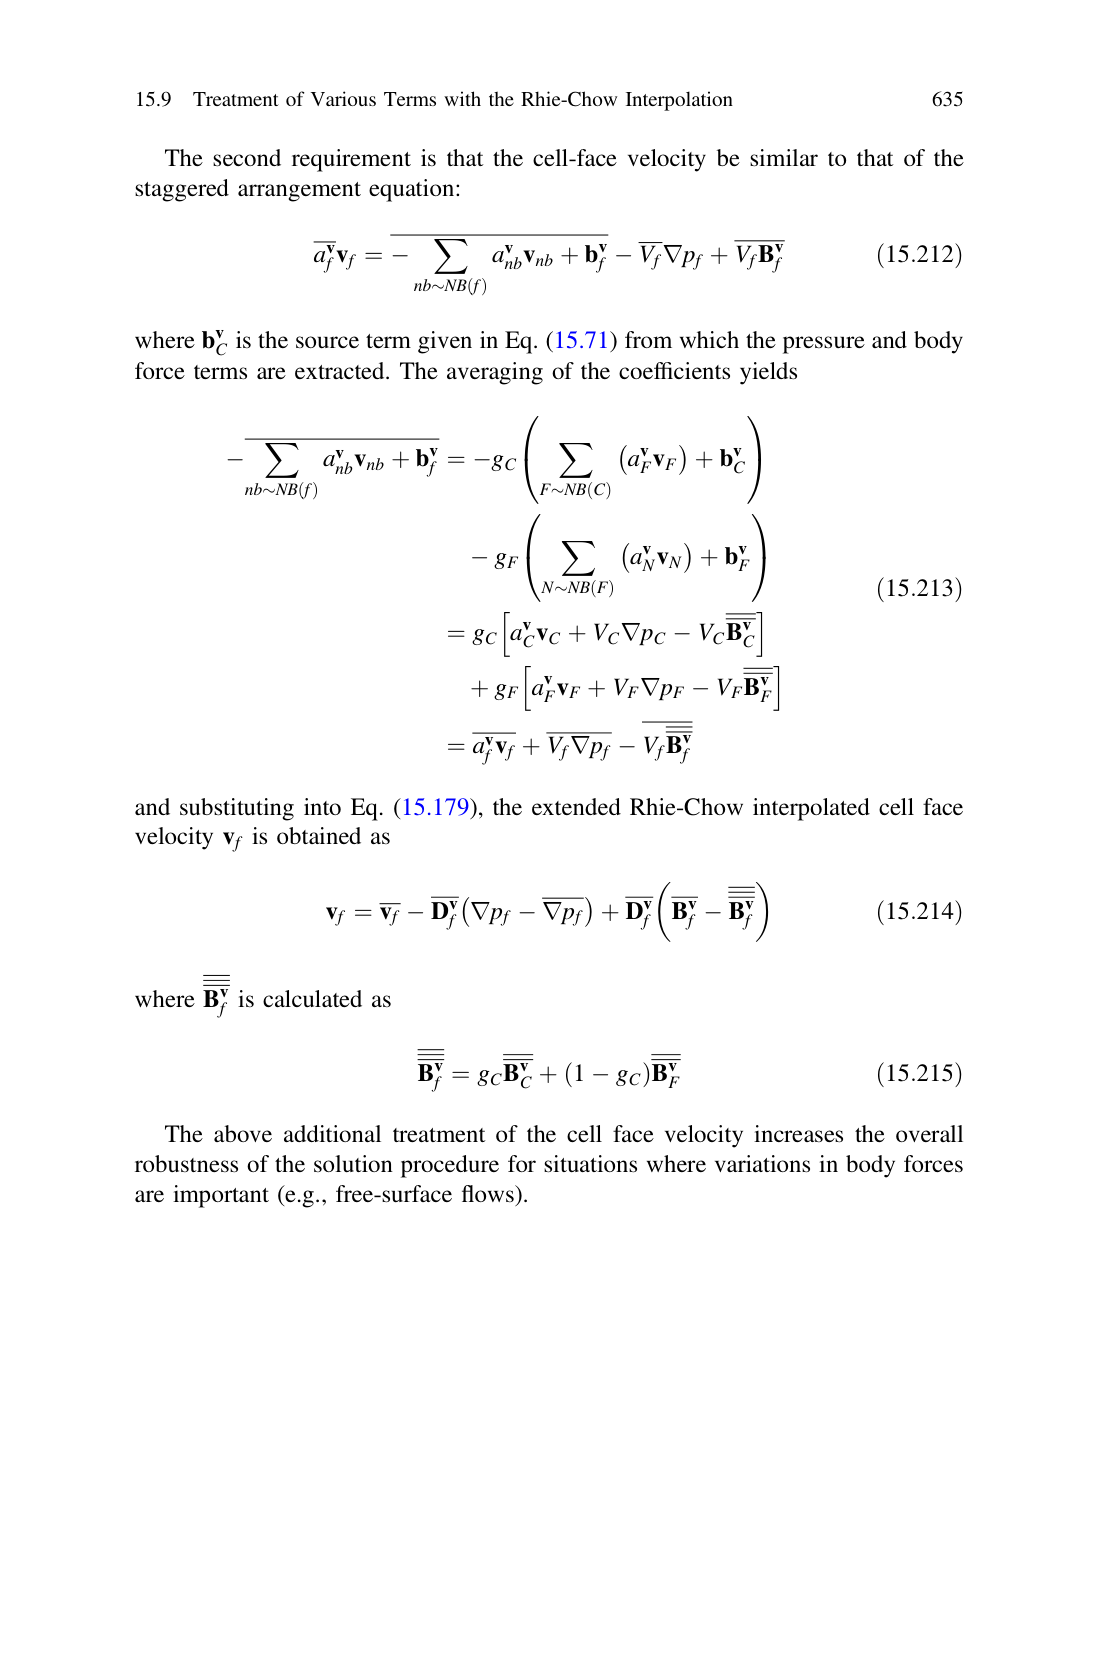 15.9 Treatment of Various Terms with the Rhie-Chow Interpolation 635
The second requirement is that the cell-face velocity be similar to that of the
staggered arrangement equation:
$\overline{a_f^{\mathbf{v}}}\mathbf{v}_f = \overline{-\sum_{nb\sim NB(f)} a_{nb}^{\mathbf{v}}\mathbf{v}_{nb} + \mathbf{b}_f^{\mathbf{v}}} - \overline{V_f}\nabla p_f + \overline{V_f\mathbf{B}_f^{\mathbf{v}}}$ (15.212)
where $\mathbf{b}_C^{\mathbf{v}}$ is the source term given in Eq. (15.71) from which the pressure and body
force terms are extracted. The averaging of the coefficients yields
$-\overline{\sum_{nb\sim NB(f)} a_{nb}^{\mathbf{v}}\mathbf{v}_{nb} + \mathbf{b}_f^{\mathbf{v}}} = -g_C\left(\sum_{F\sim NB(C)} \left(a_F^{\mathbf{v}}\mathbf{v}_F\right) + \mathbf{b}_C^{\mathbf{v}}\right)$
$- g_F\left(\sum_{N\sim NB(F)} \left(a_N^{\mathbf{v}}\mathbf{v}_N\right) + \mathbf{b}_F^{\mathbf{v}}\right)$
(15.213)
$= g_C\left[a_C^{\mathbf{v}}\mathbf{v}_C + V_C\nabla p_C - V_C\overline{\overline{\mathbf{B}_C^{\mathbf{v}}}}\right]$
$+ g_F\left[a_F^{\mathbf{v}}\mathbf{v}_F + V_F\nabla p_F - V_F\overline{\overline{\mathbf{B}_F^{\mathbf{v}}}}\right]$
$= \overline{a_f^{\mathbf{v}}\mathbf{v}_f} + \overline{V_f\nabla p_f} - \overline{V_f\overline{\overline{\overline{\mathbf{B}_f^{\mathbf{v}}}}}}$
and substituting into Eq. (15.179), the extended Rhie-Chow interpolated cell face
velocity $\mathbf{v}_f$ is obtained as
$\mathbf{v}_f = \overline{\mathbf{v}_f} - \overline{\mathbf{D}_f^{\mathbf{v}}}\left(\nabla p_f - \overline{\nabla p_f}\right) + \overline{\mathbf{D}_f^{\mathbf{v}}}\left(\overline{\mathbf{B}_f^{\mathbf{v}}} - \overline{\overline{\overline{\mathbf{B}_f^{\mathbf{v}}}}}\right)$ (15.214)
where $\overline{\overline{\overline{\mathbf{B}_f^{\mathbf{v}}}}}$ is calculated as
$\overline{\overline{\overline{\mathbf{B}_f^{\mathbf{v}}}}} = g_C\overline{\overline{\mathbf{B}_C^{\mathbf{v}}}} + (1 - g_C)\overline{\overline{\mathbf{B}_F^{\mathbf{v}}}}$ (15.215)
The above additional treatment of the cell face velocity increases the overall
robustness of the solution procedure for situations where variations in body forces
are important (e.g., free-surface flows).